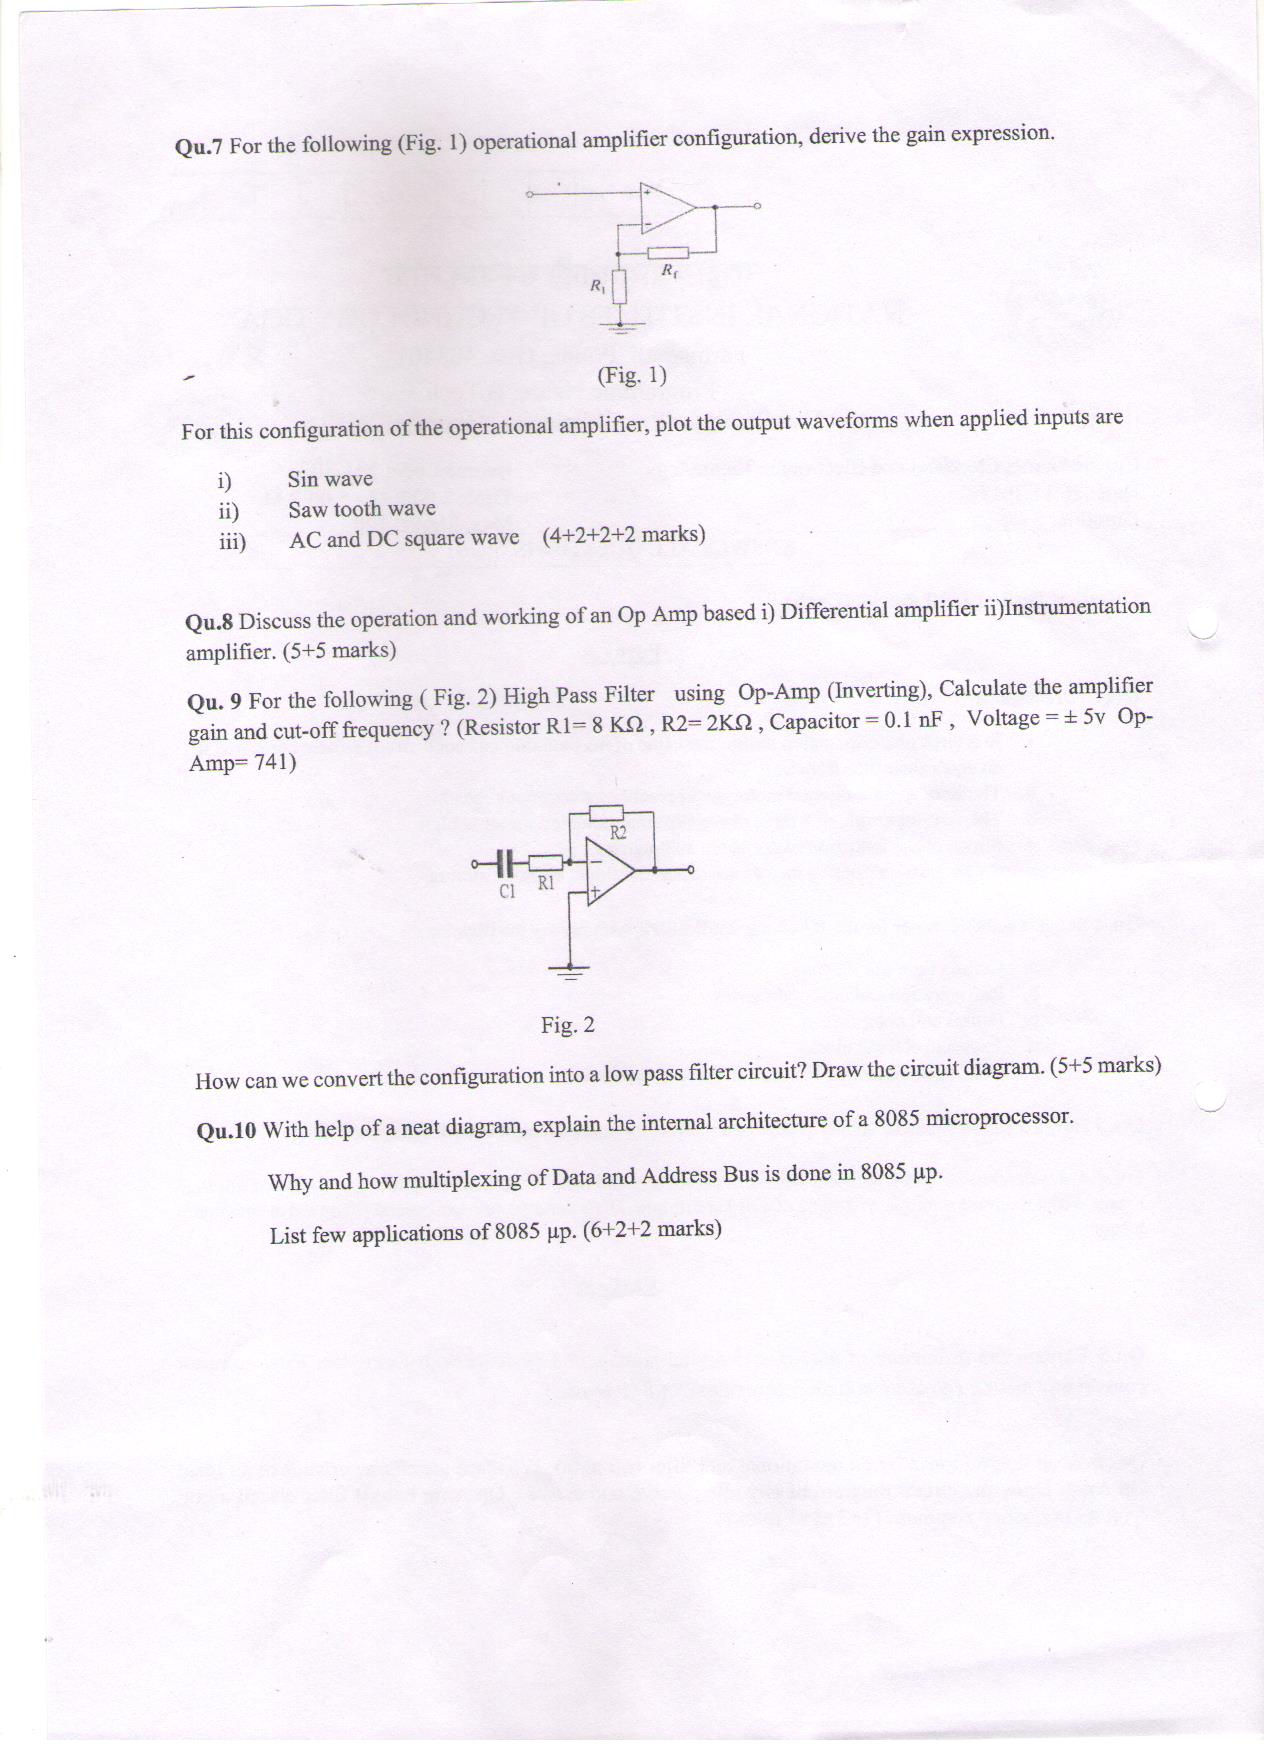 Qu.7 For the following (Fig. 1) operational amplifier configuration, derive the gain expression.
+
−
Rf
R1
(Fig. 1)
For this configuration of the operational amplifier, plot the output waveforms when applied inputs are
i) Sin wave
ii) Saw tooth wave
iii) AC and DC square wave (4+2+2+2 marks)
Qu.8 Discuss the operation and working of an Op Amp based i) Differential amplifier ii)Instrumentation
amplifier. (5+5 marks)
Qu. 9 For the following ( Fig. 2) High Pass Filter using Op-Amp (Inverting), Calculate the amplifier
gain and cut-off frequency ? (Resistor R1= 8 KΩ , R2= 2KΩ , Capacitor = 0.1 nF , Voltage = ± 5v Op-
Amp= 741)
R2
−
C1 R1
+
Fig. 2
How can we convert the configuration into a low pass filter circuit? Draw the circuit diagram. (5+5 marks)
Qu.10 With help of a neat diagram, explain the internal architecture of a 8085 microprocessor.
Why and how multiplexing of Data and Address Bus is done in 8085 μp.
List few applications of 8085 μp. (6+2+2 marks)